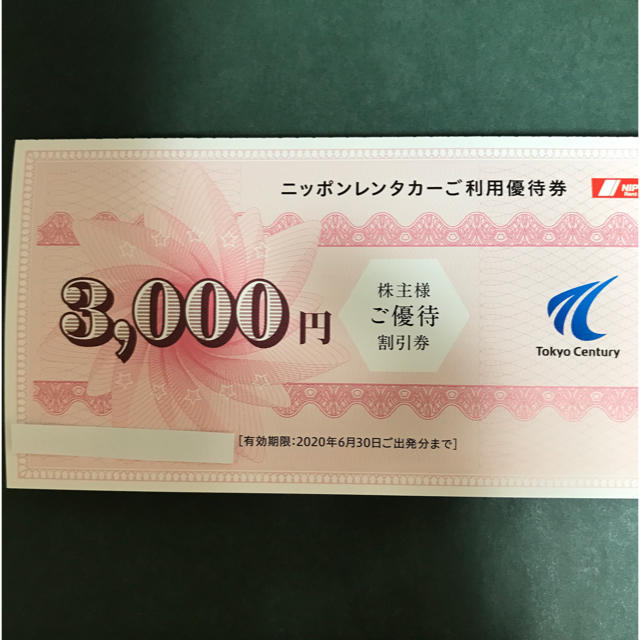 ニッポンレンタカーご利用優待券
NIP
Rent
3,000円
株主様
ご優待
割引券
Tokyo Century
[有効期限:2020年6月30日ご出発分まで]